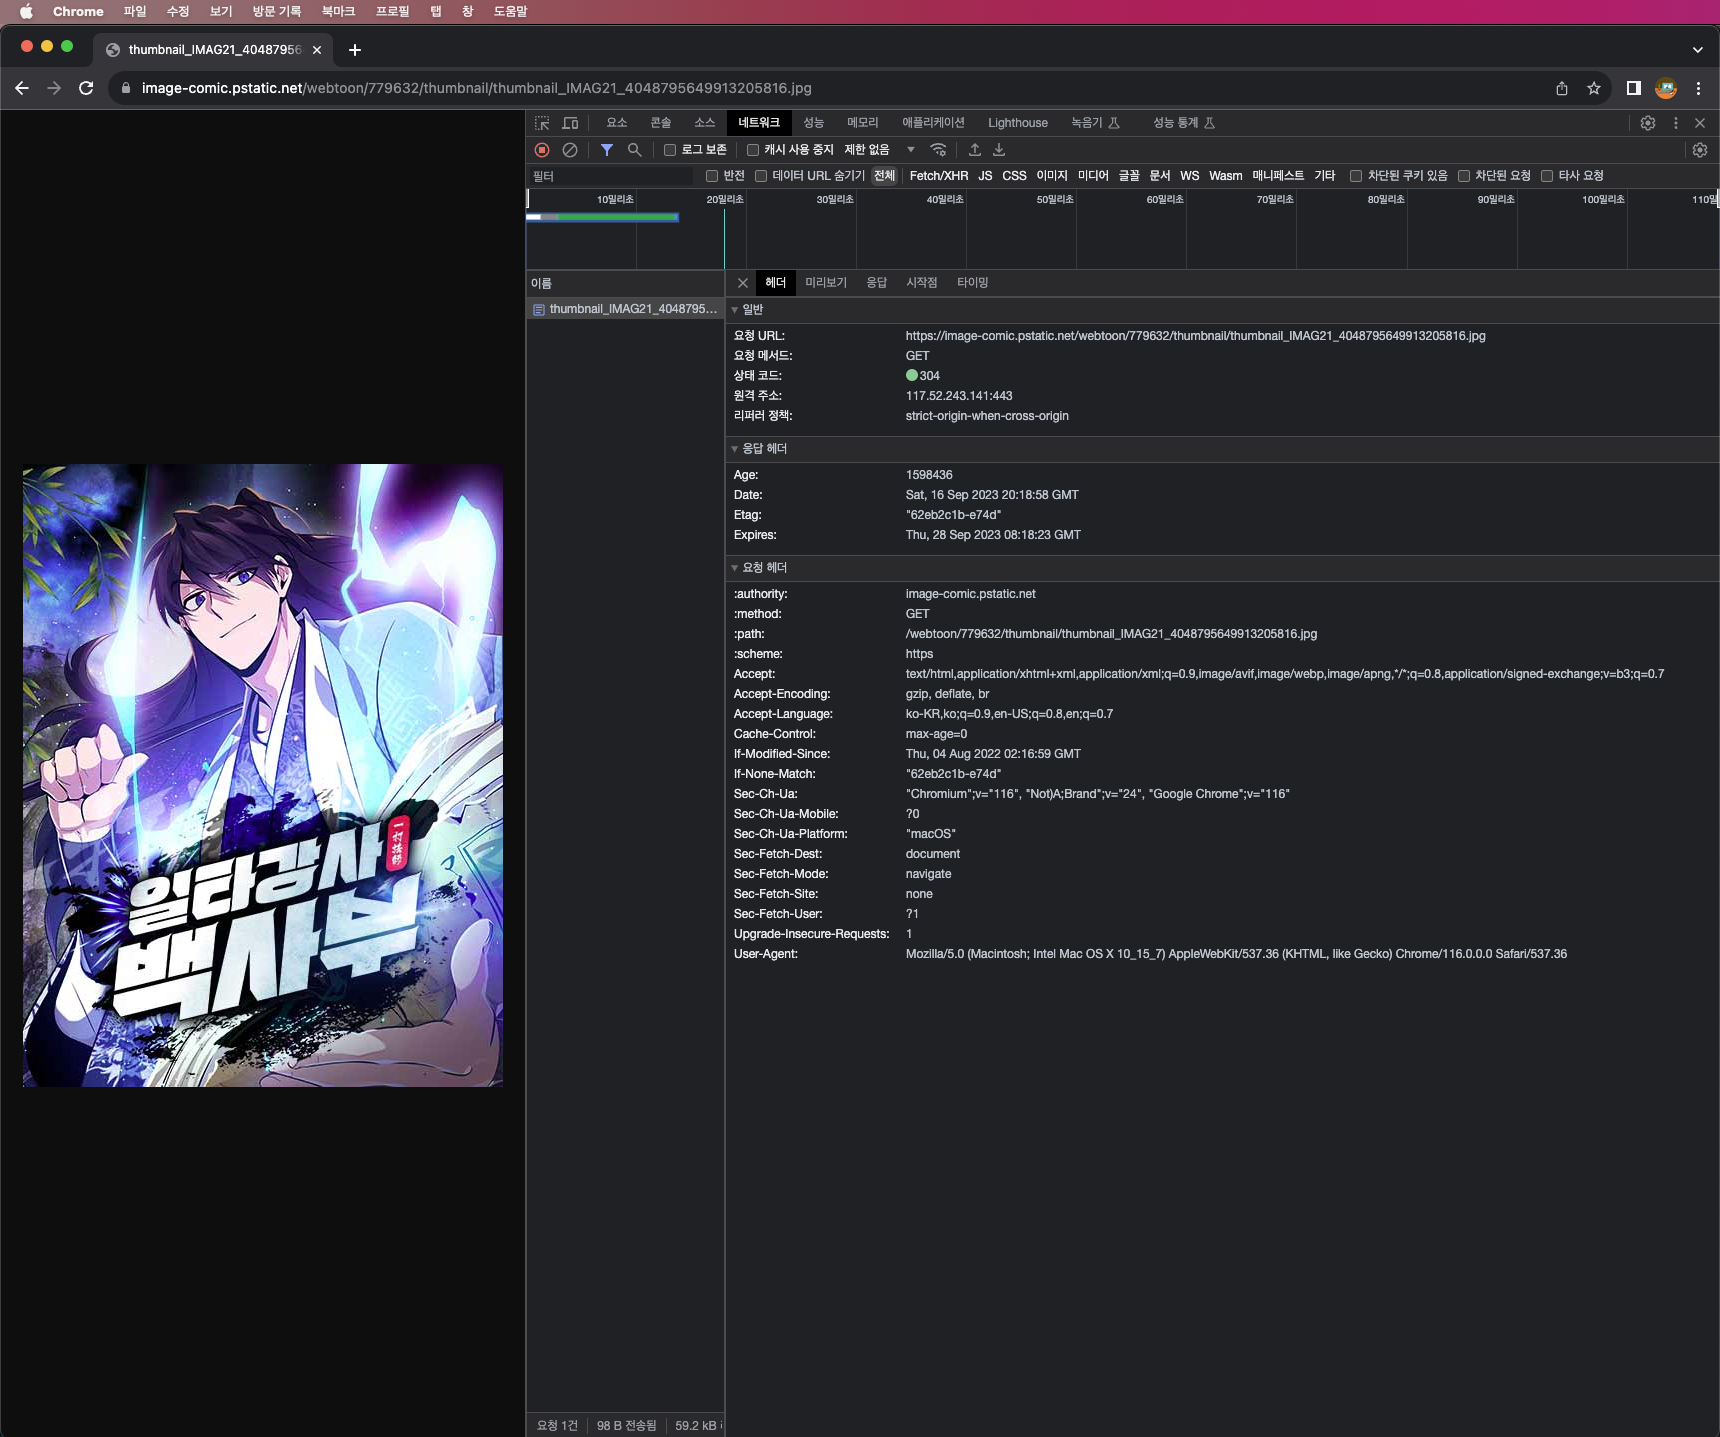 Chrome 파일 수정 보기 방문 기록 북마크 프로필 탭 창 도움말
thumbnail_IMAG21_40487956
image-comic.pstatic.net/webtoon/779632/thumbnail/thumbnail_IMAG21_4048795649913205816.jpg
요소 콘솔 소스 네트워크 성능 메모리 애플리케이션 Lighthouse 녹음기 성능 통계
로그 보존 캐시 사용 중지 제한 없음
필터 반전 데이터 URL 숨기기 전체 Fetch/XHR JS CSS 이미지 미디어 글꼴 문서 WS Wasm 매니페스트 기타 차단된 쿠키 있음 차단된 요청 타사 요청
10밀리초 20밀리초 30밀리초 40밀리초 50밀리초 60밀리초 70밀리초 80밀리초 90밀리초 100밀리초 110밀
이름
thumbnail_IMAG21_4048795...
헤더 미리보기 응답 시작점 타이밍
일반
요청 URL: https://image-comic.pstatic.net/webtoon/779632/thumbnail/thumbnail_IMAG21_4048795649913205816.jpg
요청 메서드: GET
상태 코드: 304
원격 주소: 117.52.243.141:443
리퍼러 정책: strict-origin-when-cross-origin
응답 헤더
Age: 1598436
Date: Sat, 16 Sep 2023 20:18:58 GMT
Etag: "62eb2c1b-e74d"
Expires: Thu, 28 Sep 2023 08:18:23 GMT
요청 헤더
:authority: image-comic.pstatic.net
:method: GET
:path: /webtoon/779632/thumbnail/thumbnail_IMAG21_4048795649913205816.jpg
:scheme: https
Accept: text/html,application/xhtml+xml,application/xml;q=0.9,image/avif,image/webp,image/apng,*/*;q=0.8,application/signed-exchange;v=b3;q=0.7
Accept-Encoding: gzip, deflate, br
Accept-Language: ko-KR,ko;q=0.9,en-US;q=0.8,en;q=0.7
Cache-Control: max-age=0
If-Modified-Since: Thu, 04 Aug 2022 02:16:59 GMT
If-None-Match: "62eb2c1b-e74d"
Sec-Ch-Ua: "Chromium";v="116", "Not)A;Brand";v="24", "Google Chrome";v="116"
Sec-Ch-Ua-Mobile: ?0
Sec-Ch-Ua-Platform: "macOS"
Sec-Fetch-Dest: document
Sec-Fetch-Mode: navigate
Sec-Fetch-Site: none
Sec-Fetch-User: ?1
Upgrade-Insecure-Requests: 1
User-Agent: Mozilla/5.0 (Macintosh; Intel Mac OS X 10_15_7) AppleWebKit/537.36 (KHTML, like Gecko) Chrome/116.0.0.0 Safari/537.36
일타강사
백사부
요청 1건 98 B 전송됨 59.2 kB